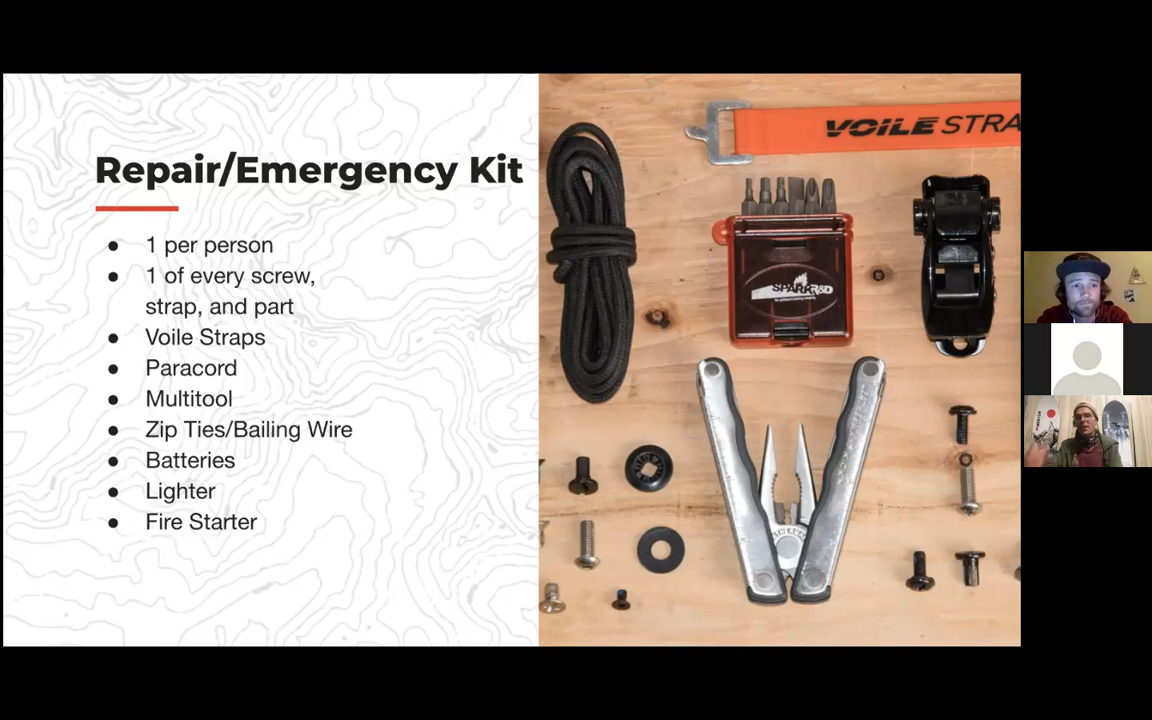 Repair/Emergency Kit
● 1 per person
● 1 of every screw,
strap, and part
● Voile Straps
● Paracord
● Multitool
● Zip Ties/Bailing Wire
● Batteries
● Lighter
● Fire Starter
VOILÉ STRA
SPARK R&D